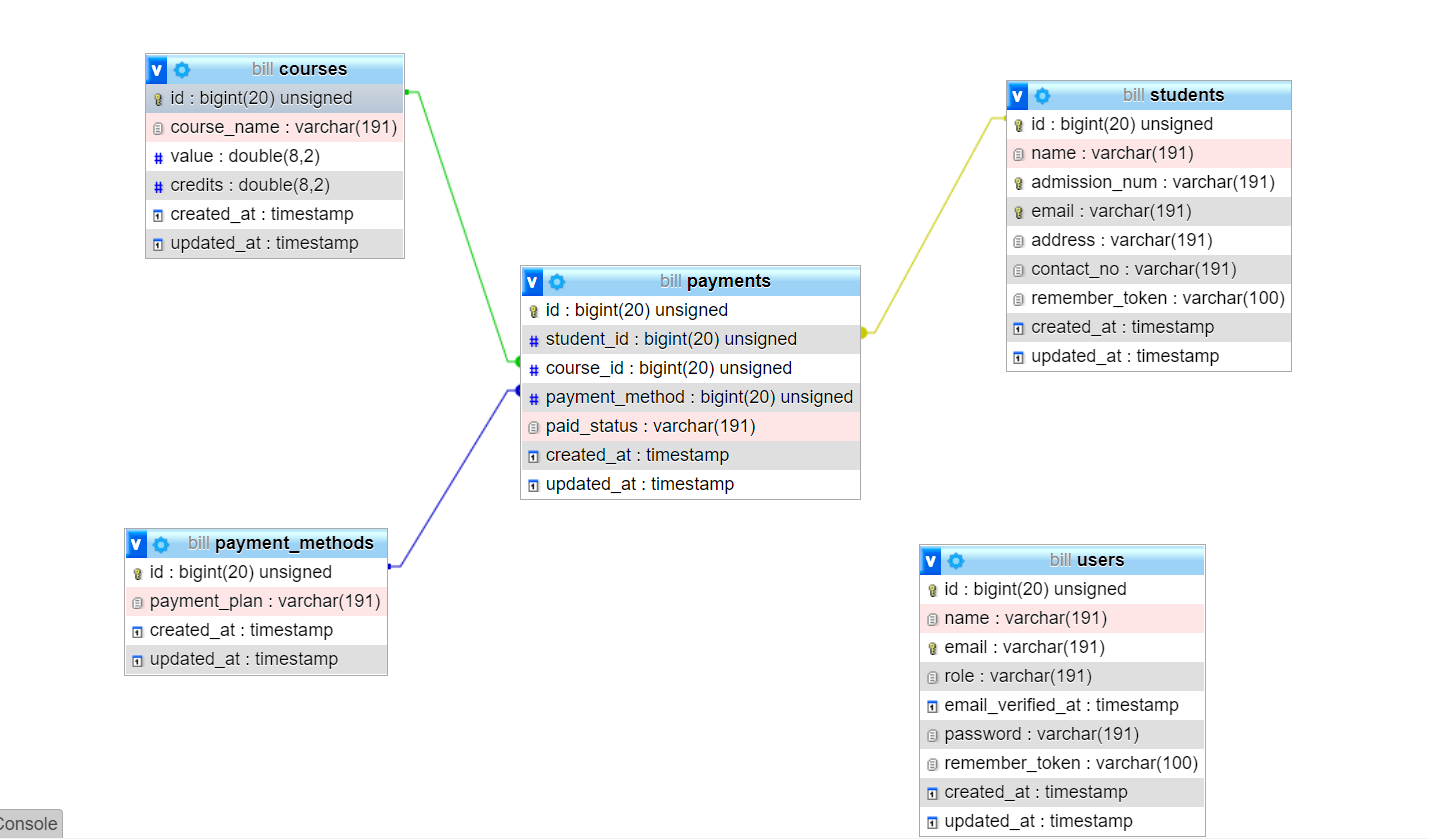 v bill courses
id : bigint(20) unsigned
course_name : varchar(191)
# value : double(8,2)
# credits : double(8,2)
created_at : timestamp
updated_at : timestamp
v bill students
id : bigint(20) unsigned
name : varchar(191)
admission_num : varchar(191)
email : varchar(191)
address : varchar(191)
contact_no : varchar(191)
remember_token : varchar(100)
created_at : timestamp
updated_at : timestamp
v bill payments
id : bigint(20) unsigned
# student_id : bigint(20) unsigned
# course_id : bigint(20) unsigned
# payment_method : bigint(20) unsigned
paid_status : varchar(191)
created_at : timestamp
updated_at : timestamp
v bill payment_methods
id : bigint(20) unsigned
payment_plan : varchar(191)
created_at : timestamp
updated_at : timestamp
v bill users
id : bigint(20) unsigned
name : varchar(191)
email : varchar(191)
role : varchar(191)
email_verified_at : timestamp
password : varchar(191)
remember_token : varchar(100)
created_at : timestamp
updated_at : timestamp
Console